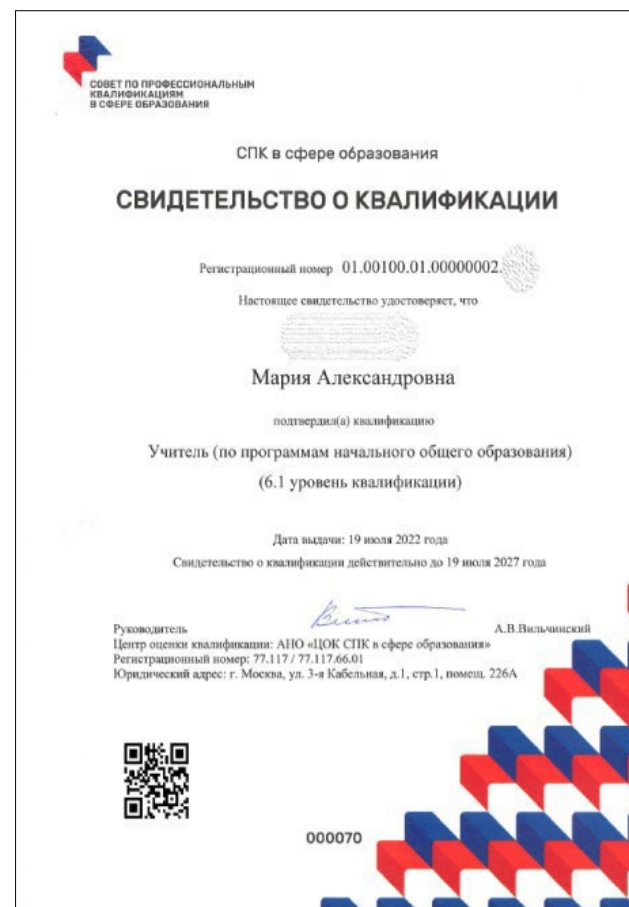 СОВЕТ ПО ПРОФЕССИОНАЛЬНЫМ
КВАЛИФИКАЦИЯМ
В СФЕРЕ ОБРАЗОВАНИЯ
СПК в сфере образования
СВИДЕТЕЛЬСТВО О КВАЛИФИКАЦИИ
Регистрационный номер 01.00100.01.00000002.
Настоящее свидетельство удостоверяет, что
Мария Александровна
подтвердил(а) квалификацию
Учитель (по программам начального общего образования)
(6.1 уровень квалификации)
Дата выдачи: 19 июля 2022 года
Свидетельство о квалификации действительно до 19 июля 2027 года
Руководитель А.В.Вильчинский
Центр оценки квалификации: АНО «ЦОК СПК в сфере образования»
Регистрационный номер: 77.117 / 77.117.66.01
Юридический адрес: г. Москва, ул. 3-я Кабельная, д.1, стр.1, помещ. 226А
000070